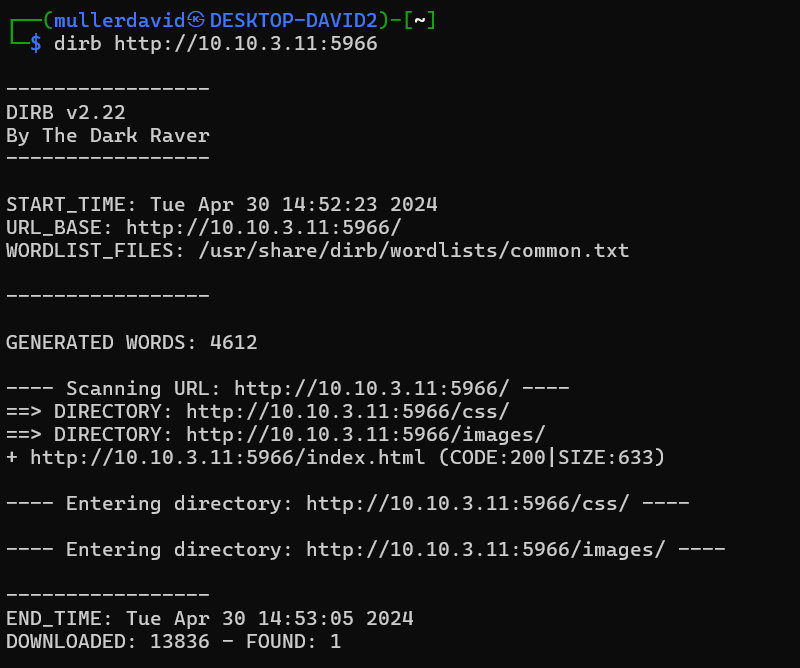 ┌──(mullerdavid㉿DESKTOP-DAVID2)-[~]
└─$ dirb http://10.10.3.11:5966

-----------------
DIRB v2.22
By The Dark Raver
-----------------

START_TIME: Tue Apr 30 14:52:23 2024
URL_BASE: http://10.10.3.11:5966/
WORDLIST_FILES: /usr/share/dirb/wordlists/common.txt

-----------------

GENERATED WORDS: 4612

---- Scanning URL: http://10.10.3.11:5966/ ----
==> DIRECTORY: http://10.10.3.11:5966/css/
==> DIRECTORY: http://10.10.3.11:5966/images/
+ http://10.10.3.11:5966/index.html (CODE:200|SIZE:633)

---- Entering directory: http://10.10.3.11:5966/css/ ----

---- Entering directory: http://10.10.3.11:5966/images/ ----

-----------------
END_TIME: Tue Apr 30 14:53:05 2024
DOWNLOADED: 13836 - FOUND: 1